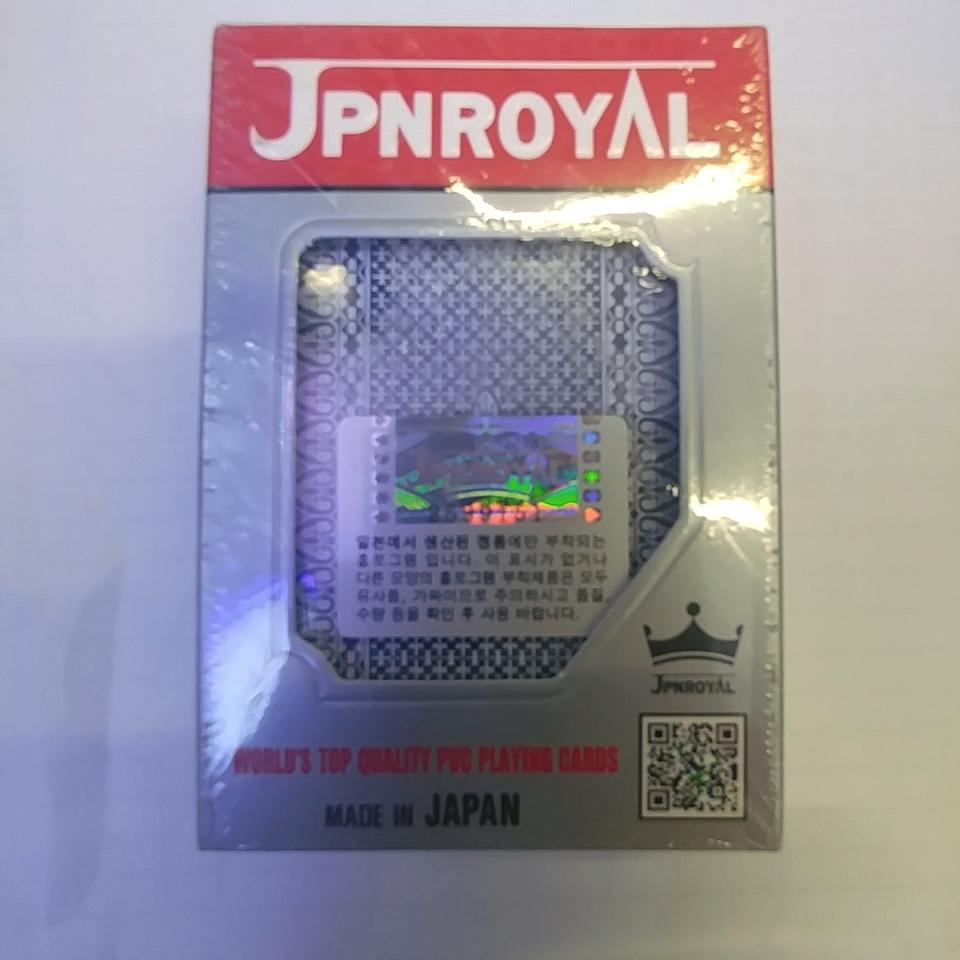 JPNROYAL
일본에서 생산된 정품에만 부착되는
홀로그램 입니다. 이 표시가 없거나
다른 모양의 홀로그램 부착제품은 모두
유사품, 가짜이므로 주의하시고 품질,
수량 등을 확인 후 사용 바랍니다.
JPNROYAL
WORLD'S TOP QUALITY PVC PLAYING CARDS
MADE IN JAPAN